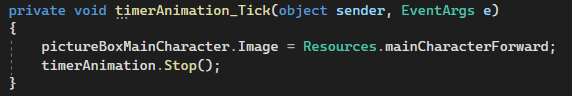 private void timerAnimation_Tick(object sender, EventArgs e)
{
    pictureBoxMainCharacter.Image = Resources.mainCharacterForward;
    timerAnimation.Stop();
}